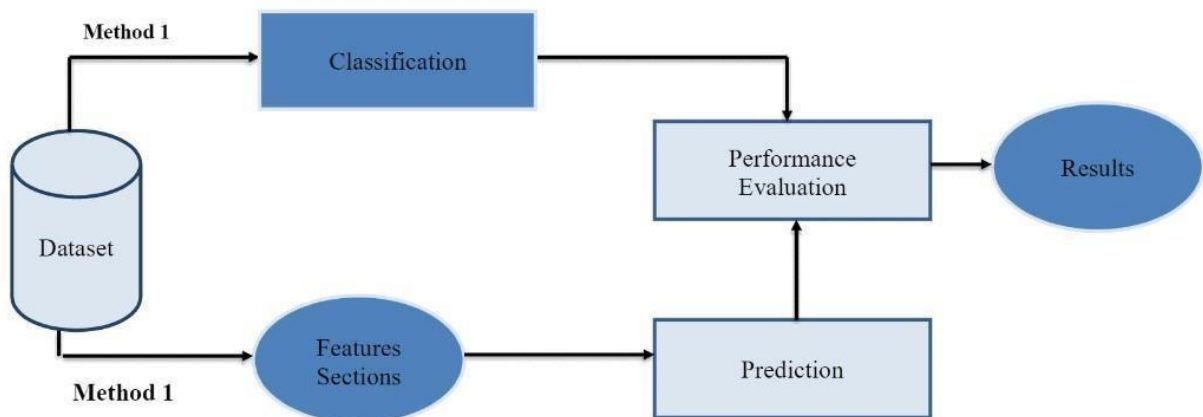 Method 1
Classification
Performance
Evaluation
Results
Dataset
Features
Sections
Prediction
Method 1